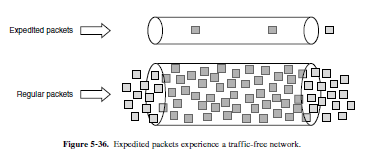 Expedited packets
Regular packets
Figure 5-36. Expedited packets experience a traffic-free network.